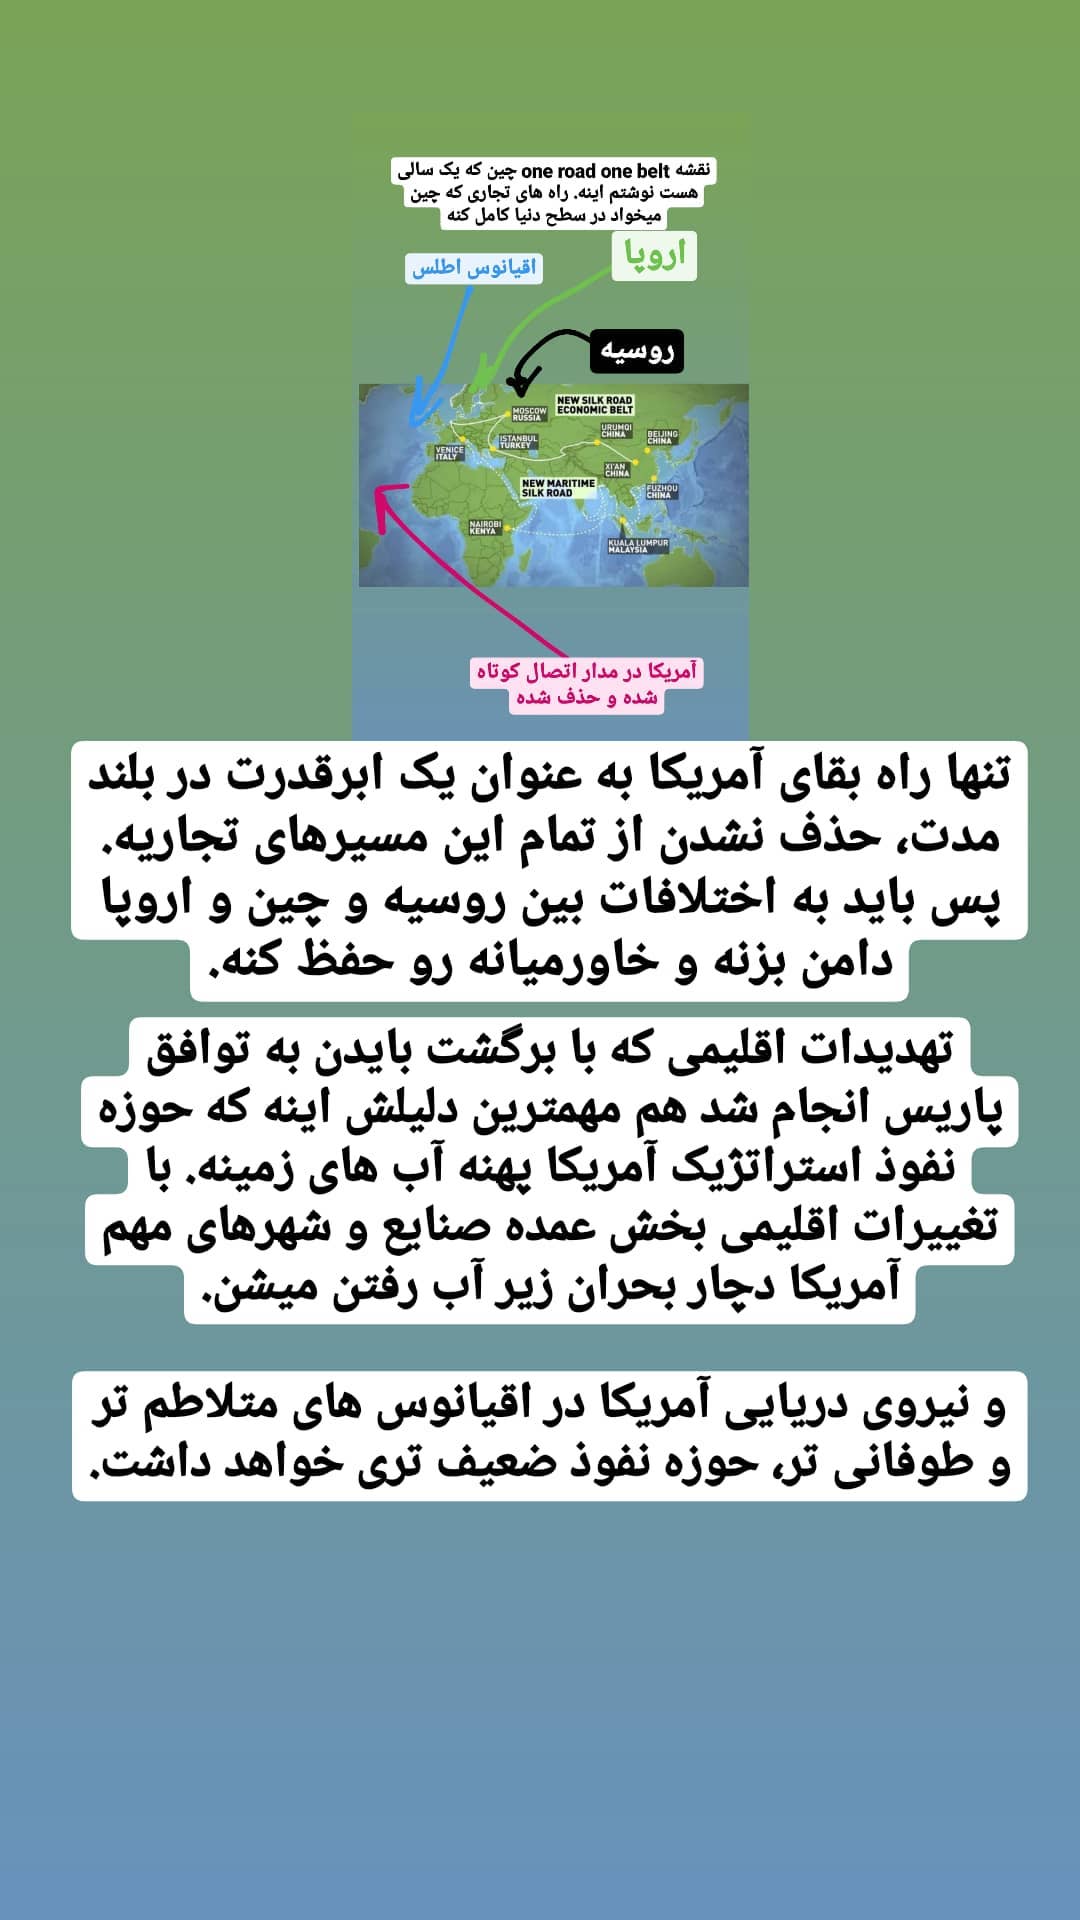 نقشه one road one belt چین که یک سالی
هست نوشتم اینه. راه های تجاری که چین
میخواد در سطح دنیا کامل کنه
اروپا
اقیانوس اطلس
روسیه
NEW SILK ROAD
ECONOMIC BELT
MOSCOW
RUSSIA
URUMQI
CHINA
BEIJING
CHINA
ISTANBUL
TURKEY
VENICE
ITALY
XI'AN
CHINA
NEW MARITIME
SILK ROAD
FUZHOU
CHINA
NAIROBI
KENYA
KUALA LUMPUR
MALAYSIA
آمریکا در مدار اتصال کوتاه
شده و حذف شده
تنها راه بقای آمریکا به عنوان یک ابرقدرت در بلند
مدت، حذف نشدن از تمام این مسیرهای تجاریه.
پس باید به اختلافات بین روسیه و چین و اروپا
دامن بزنه و خاورمیانه رو حفظ کنه.
تهدیدات اقلیمی که با برگشت بایدن به توافق
پاریس انجام شد هم مهمترین دلیلش اینه که حوزه
نفوذ استراتژیک آمریکا پهنه آب های زمینه. با
تغییرات اقلیمی بخش عمده صنایع و شهرهای مهم
آمریکا دچار بحران زیر آب رفتن میشن.
و نیروی دریایی آمریکا در اقیانوس های متلاطم تر
و طوفانی تر، حوزه نفوذ ضعیف تری خواهد داشت.